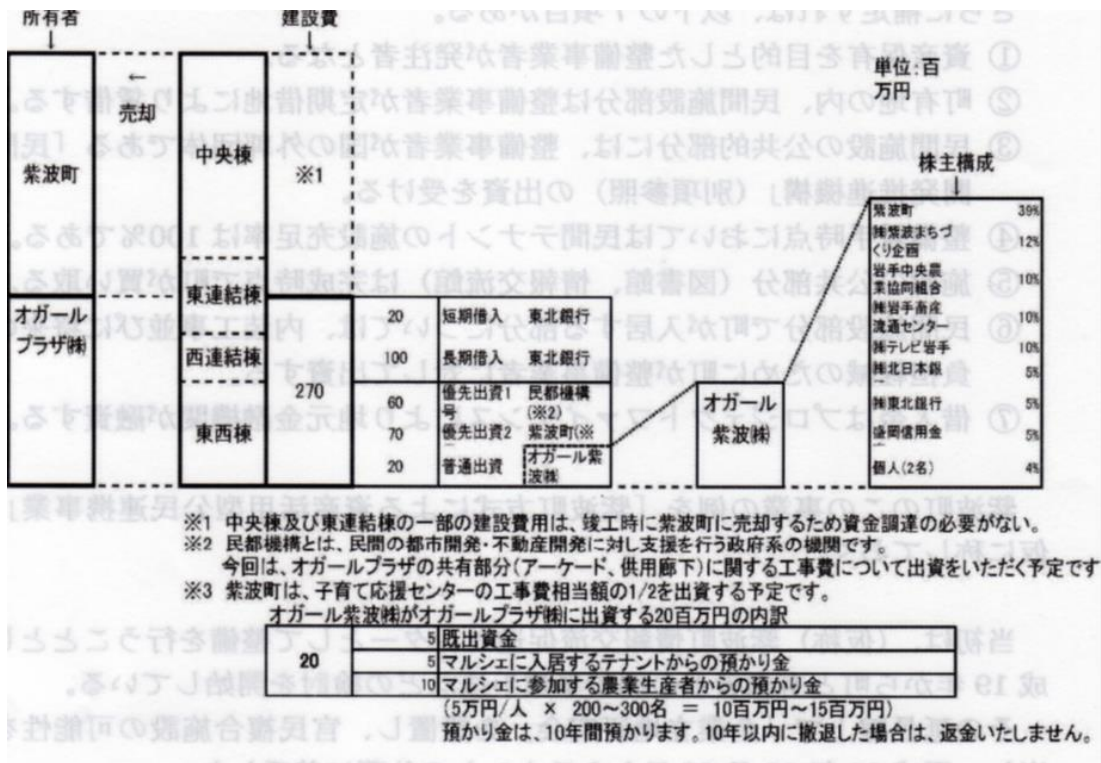 所有者
建設費
↓
↓
単位:百
万円
←
売却
紫波町
中央棟
※1
株主構成
紫波町 39%
㈱紫波まちづ
くり企画 12%
岩手中央農
業協同組合 10%
㈱岩手畜産
流通センター 10%
㈱テレビ岩手 10%
㈱北日本銀 5%
㈱東北銀行 5%
盛岡信用金 5%
個人(2名) 4%
オガール
プラザ㈱
東連結棟
西連結棟
東西棟
270
20 短期借入 東北銀行
100 長期借入 東北銀行
60 優先出資1号 民都機構(※2)
70 優先出資2 紫波町(※
20 普通出資 オガール紫波㈱
オガール
紫波㈱
※1 中央棟及び東連結棟の一部の建設費用は、竣工時に紫波町に売却するため資金調達の必要がない。
※2 民都機構とは、民間の都市開発・不動産開発に対し支援を行う政府系の機関です。
今回は、オガールプラザの共有部分(アーケード、供用廊下)に関する工事費について出資をいただく予定です
※3 紫波町は、子育て応援センターの工事費相当額の1/2を出資する予定です。
オガール紫波㈱がオガールプラザ㈱に出資する20百万円の内訳
20
5 既出資金
5 マルシェに入居するテナントからの預かり金
10 マルシェに参加する農業生産者からの預かり金
(5万円/人 × 200～300名 = 10百万円～15百万円)
預かり金は、10年間預かります。10年以内に撤退した場合は、返金いたしません。